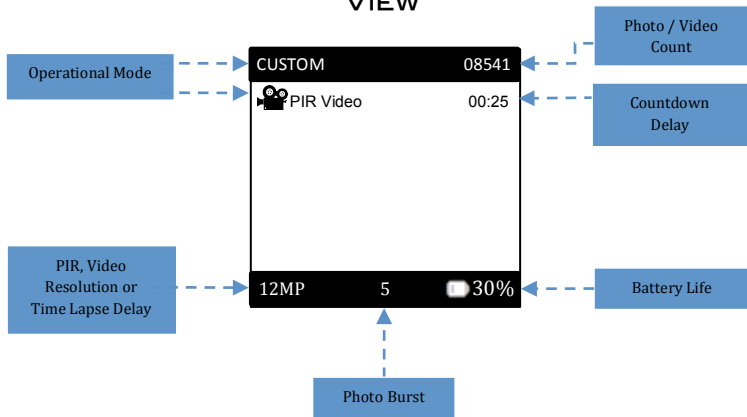 VIEW
Photo / Video
Count
Operational Mode
CUSTOM 08541
PIR Video 00:25
Countdown
Delay
PIR, Video
Resolution or
Time Lapse Delay
12MP 5 30%
Battery Life
Photo Burst